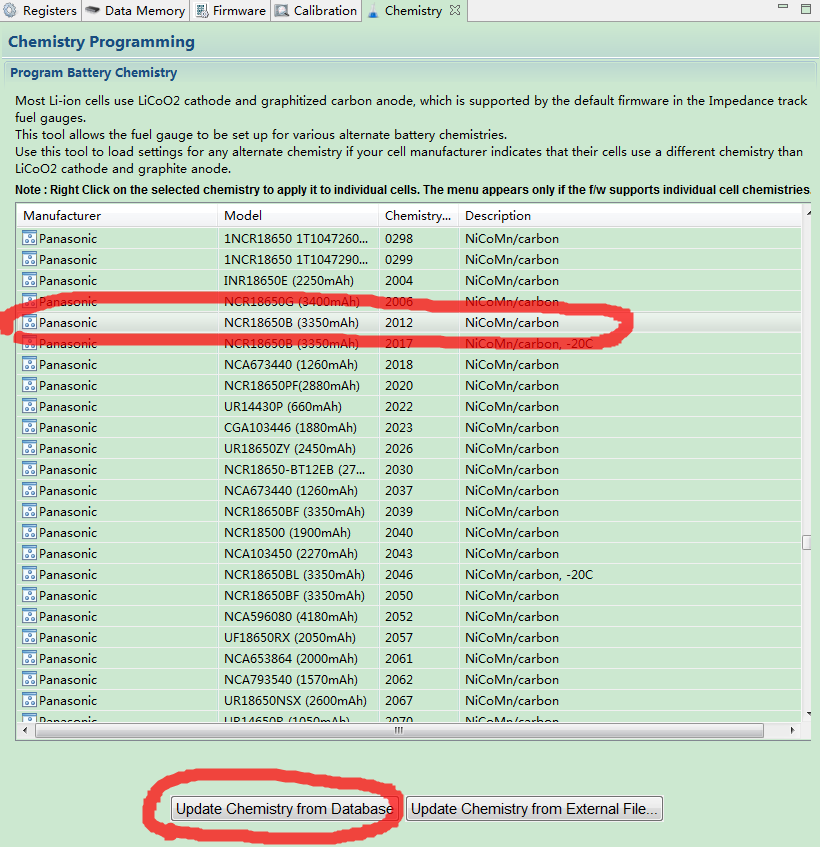 Registers Data Memory Firmware Calibration Chemistry
Chemistry Programming
Program Battery Chemistry
Most Li-ion cells use LiCoO2 cathode and graphitized carbon anode, which is supported by the default firmware in the Impedance track
fuel gauges.
This tool allows the fuel gauge to be set up for various alternate battery chemistries.
Use this tool to load settings for any alternate chemistry if your cell manufacturer indicates that their cells use a different chemistry than
LiCoO2 cathode and graphite anode.
Note : Right Click on the selected chemistry to apply it to individual cells. The menu appears only if the f/w supports individual cell chemistries.
Manufacturer Model Chemistry... Description
Panasonic 1NCR18650 1T1047260... 0298 NiCoMn/carbon
Panasonic 1NCR18650 1T1047290... 0299 NiCoMn/carbon
Panasonic INR18650E (2250mAh) 2004 NiCoMn/carbon
Panasonic NCR18650G (3400mAh) 2006 NiCoMn/carbon
Panasonic NCR18650B (3350mAh) 2012 NiCoMn/carbon
Panasonic NCR18650B (3350mAh) 2017 NiCoMn/carbon, -20C
Panasonic NCA673440 (1260mAh) 2018 NiCoMn/carbon
Panasonic NCR18650PF(2880mAh) 2020 NiCoMn/carbon
Panasonic UR14430P (660mAh) 2022 NiCoMn/carbon
Panasonic CGA103446 (1880mAh) 2023 NiCoMn/carbon
Panasonic UR18650ZY (2450mAh) 2026 NiCoMn/carbon
Panasonic NCR18650-BT12EB (27... 2030 NiCoMn/carbon
Panasonic NCA673440 (1260mAh) 2037 NiCoMn/carbon
Panasonic NCR18650BF (3350mAh) 2039 NiCoMn/carbon
Panasonic NCR18500 (1900mAh) 2040 NiCoMn/carbon
Panasonic NCA103450 (2270mAh) 2043 NiCoMn/carbon
Panasonic NCR18650BL (3350mAh) 2046 NiCoMn/carbon, -20C
Panasonic NCR18650BF (3350mAh) 2050 NiCoMn/carbon
Panasonic NCA596080 (4180mAh) 2052 NiCoMn/carbon
Panasonic UF18650RX (2050mAh) 2057 NiCoMn/carbon
Panasonic NCA653864 (2000mAh) 2061 NiCoMn/carbon
Panasonic NCA793540 (1570mAh) 2062 NiCoMn/carbon
Panasonic UR18650NSX (2600mAh) 2067 NiCoMn/carbon
Panasonic UR14650P (1050mAh) 2070 NiCoMn/carbon
Update Chemistry from Database Update Chemistry from External File...